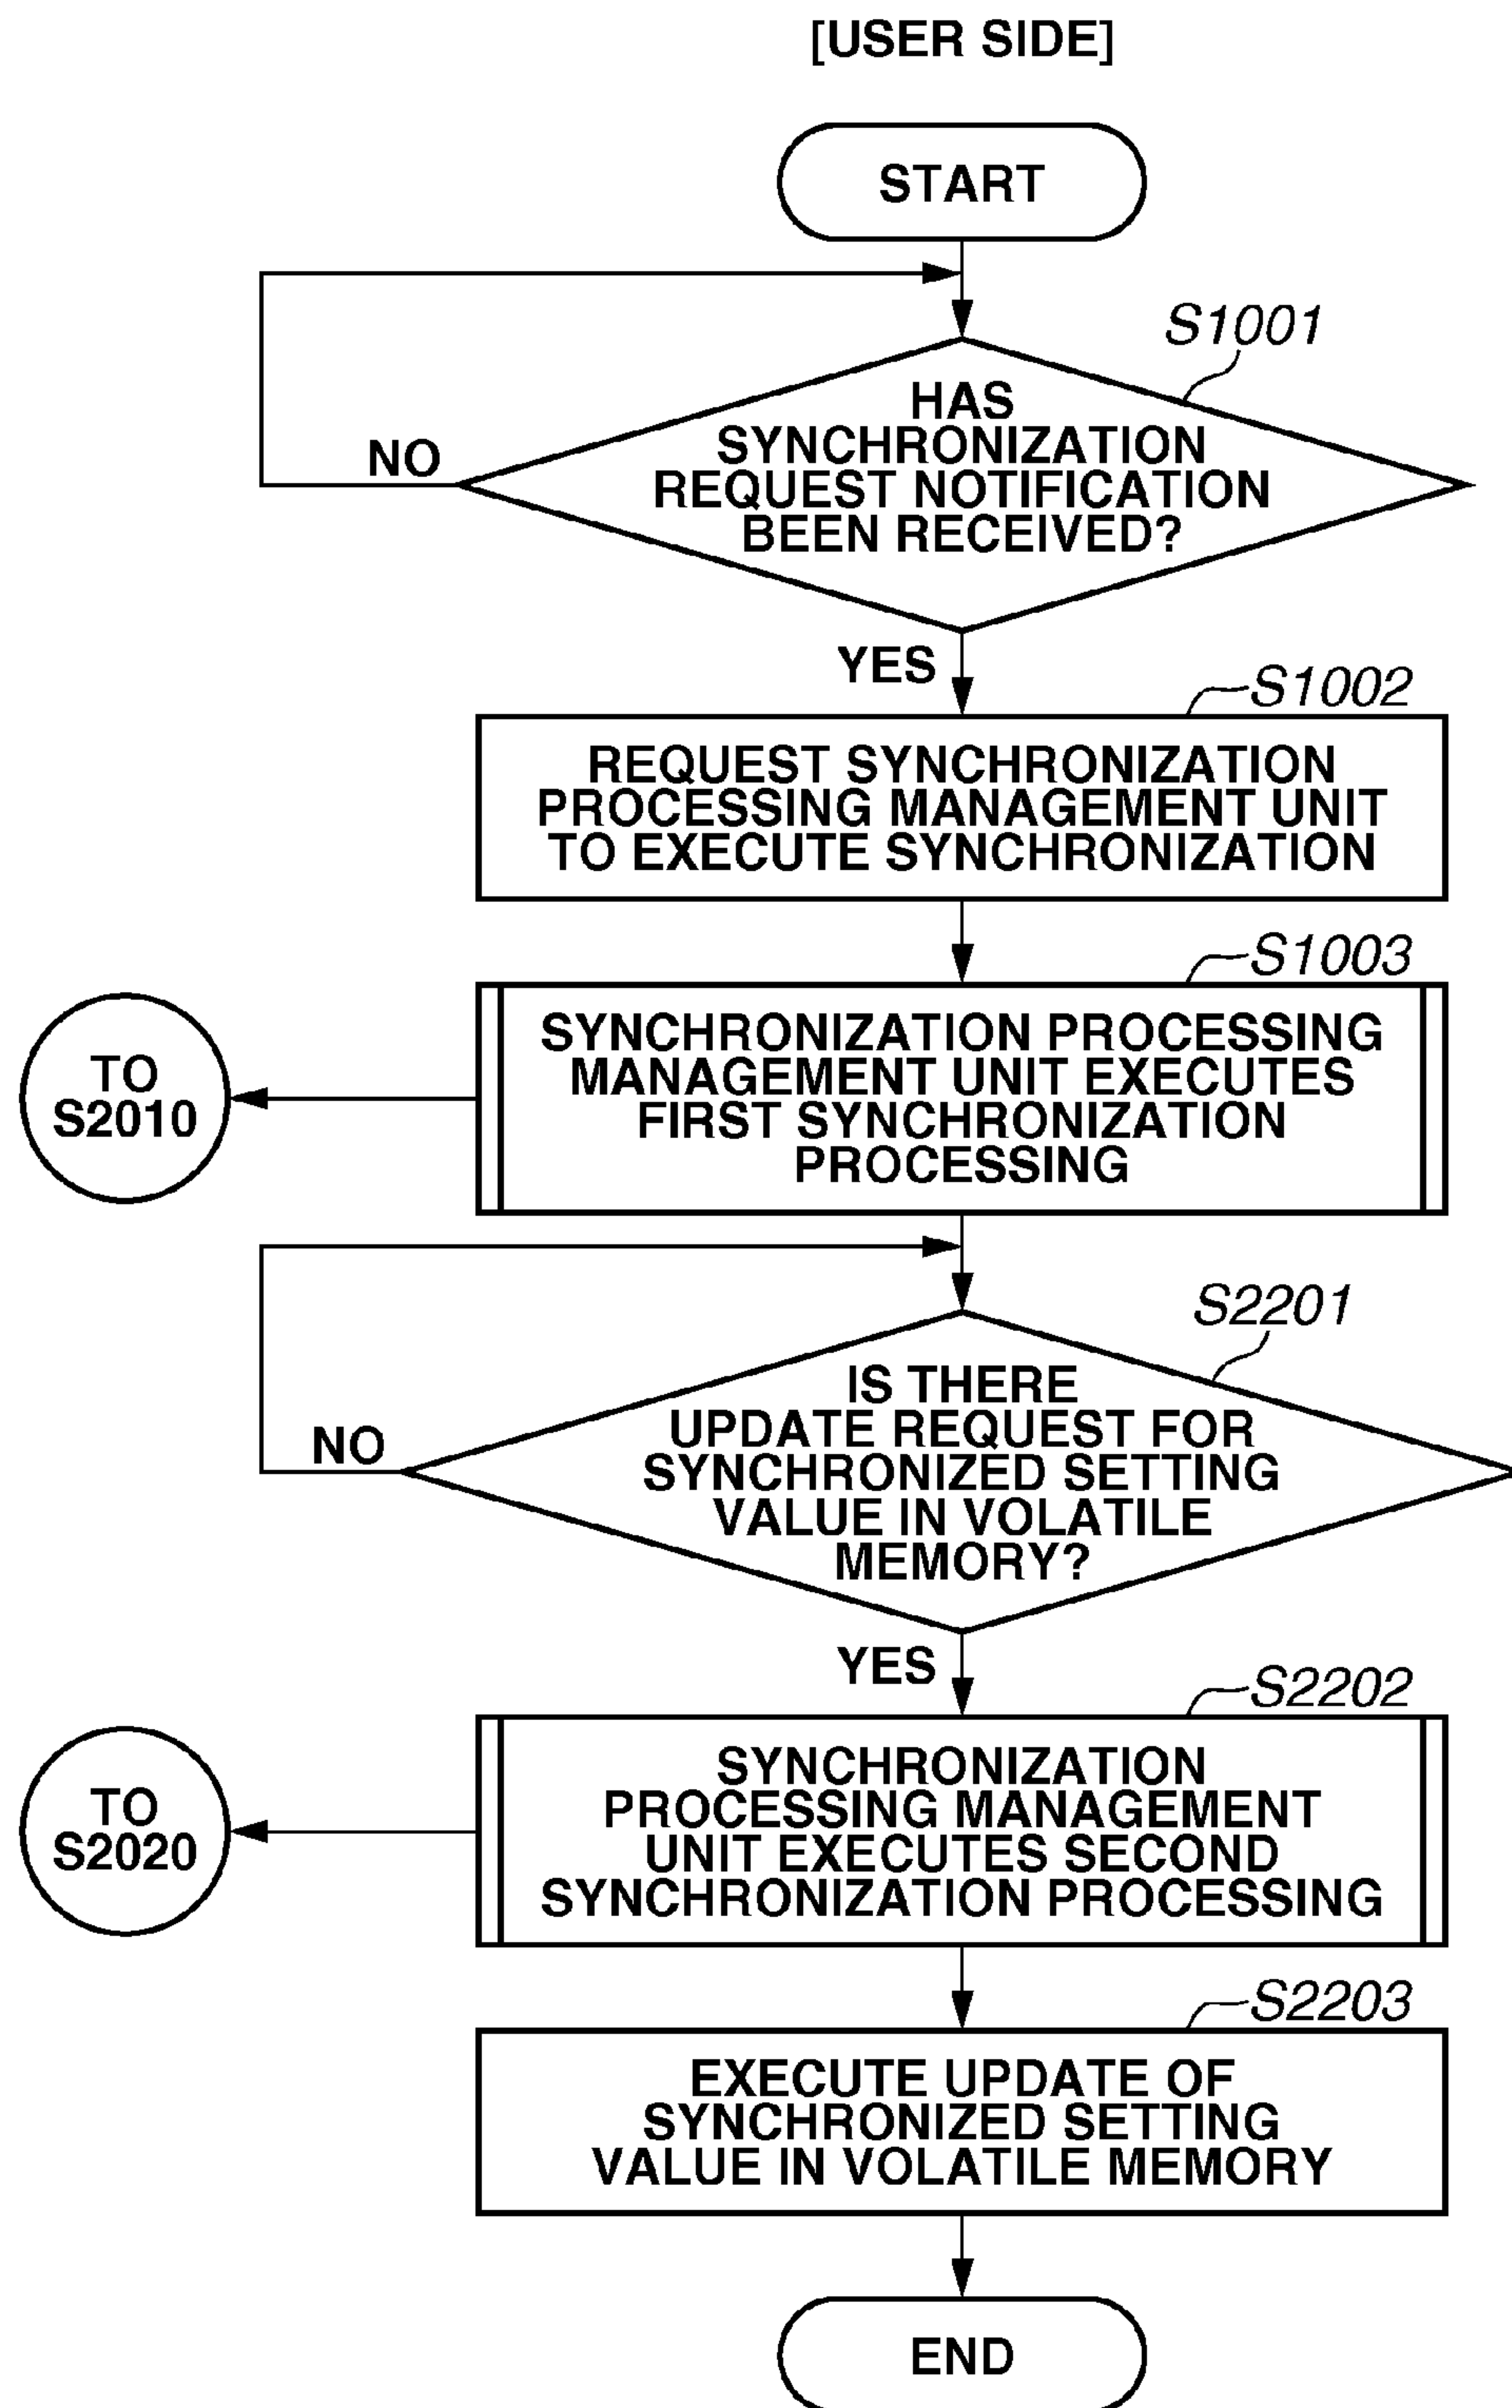 [USER SIDE]
START
S1001
HAS
SYNCHRONIZATION
REQUEST NOTIFICATION
BEEN RECEIVED?
NO
YES
S1002
REQUEST SYNCHRONIZATION
PROCESSING MANAGEMENT UNIT
TO EXECUTE SYNCHRONIZATION
S1003
SYNCHRONIZATION PROCESSING
MANAGEMENT UNIT EXECUTES
FIRST SYNCHRONIZATION
PROCESSING
TO
S2010
S2201
IS THERE
UPDATE REQUEST FOR
SYNCHRONIZED SETTING
VALUE IN VOLATILE
MEMORY?
NO
YES
S2202
SYNCHRONIZATION
PROCESSING MANAGEMENT
UNIT EXECUTES SECOND
SYNCHRONIZATION PROCESSING
TO
S2020
S2203
EXECUTE UPDATE OF
SYNCHRONIZED SETTING
VALUE IN VOLATILE MEMORY
END